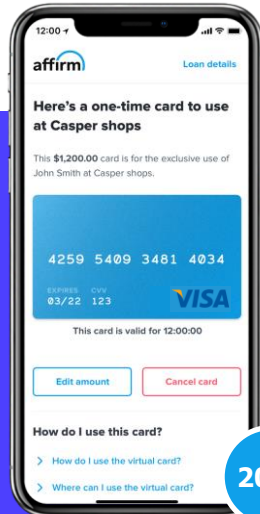 12:00
affirm
Loan details
Here's a one-time card to use
at Casper shops
This $1,200.00 card is for the exclusive use of
John Smith at Casper shops.
4259 5409 3481 4034
EXPIRES CVV
03/22 123
VISA
This card is valid for 12:00:00
Edit amount
Cancel card
How do I use this card?
How do I use the virtual card?
Where can I use the virtual card?
20